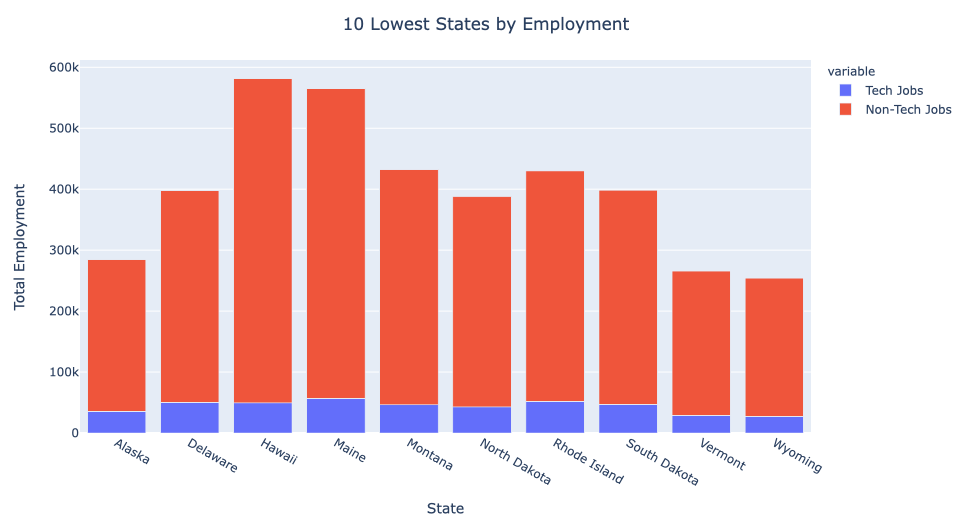 10 Lowest States by Employment
variable
Tech Jobs
Non-Tech Jobs
Total Employment
600k
500k
400k
300k
200k
100k
0
Alaska
Delaware
Hawaii
Maine
Montana
North Dakota
Rhode Island
South Dakota
Vermont
Wyoming
State